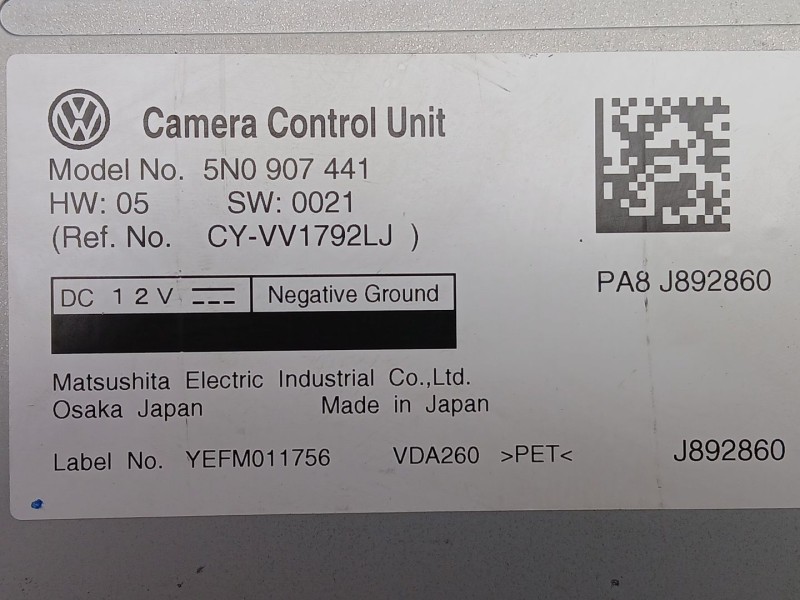 Camera Control Unit
Model No. 5N0 907 441
HW: 05 SW: 0021
(Ref. No. CY-VV1792LJ )
PA8 J892860
DC 12V Negative Ground
Matsushita Electric Industrial Co.,Ltd.
Osaka Japan Made in Japan
Label No. YEFM011756 VDA260 >PET< J892860